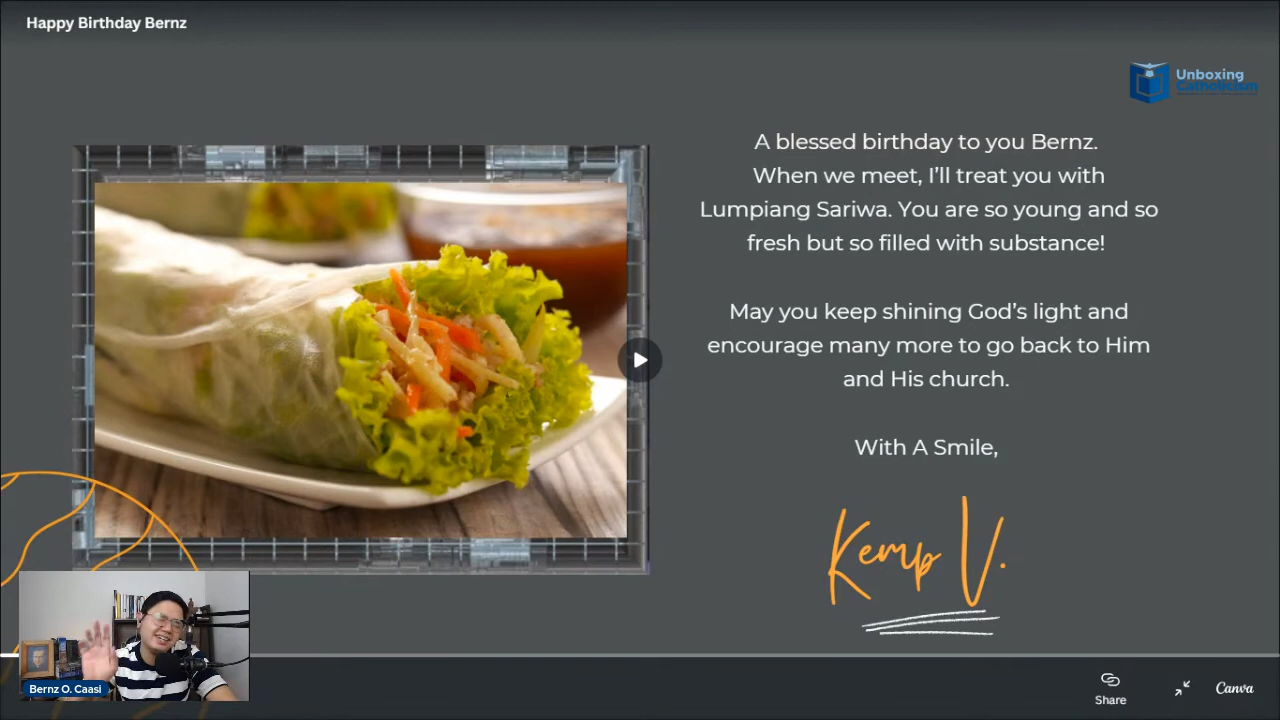 Happy Birthday Bernz
Unboxing
Catholicism
A blessed birthday to you Bernz.
When we meet, I’ll treat you with
Lumpiang Sariwa. You are so young and so
fresh but so filled with substance!
May you keep shining God’s light and
encourage many more to go back to Him
and His church.
With A Smile,
Kemp V.
Bernz O. Caasi
Share
Canva